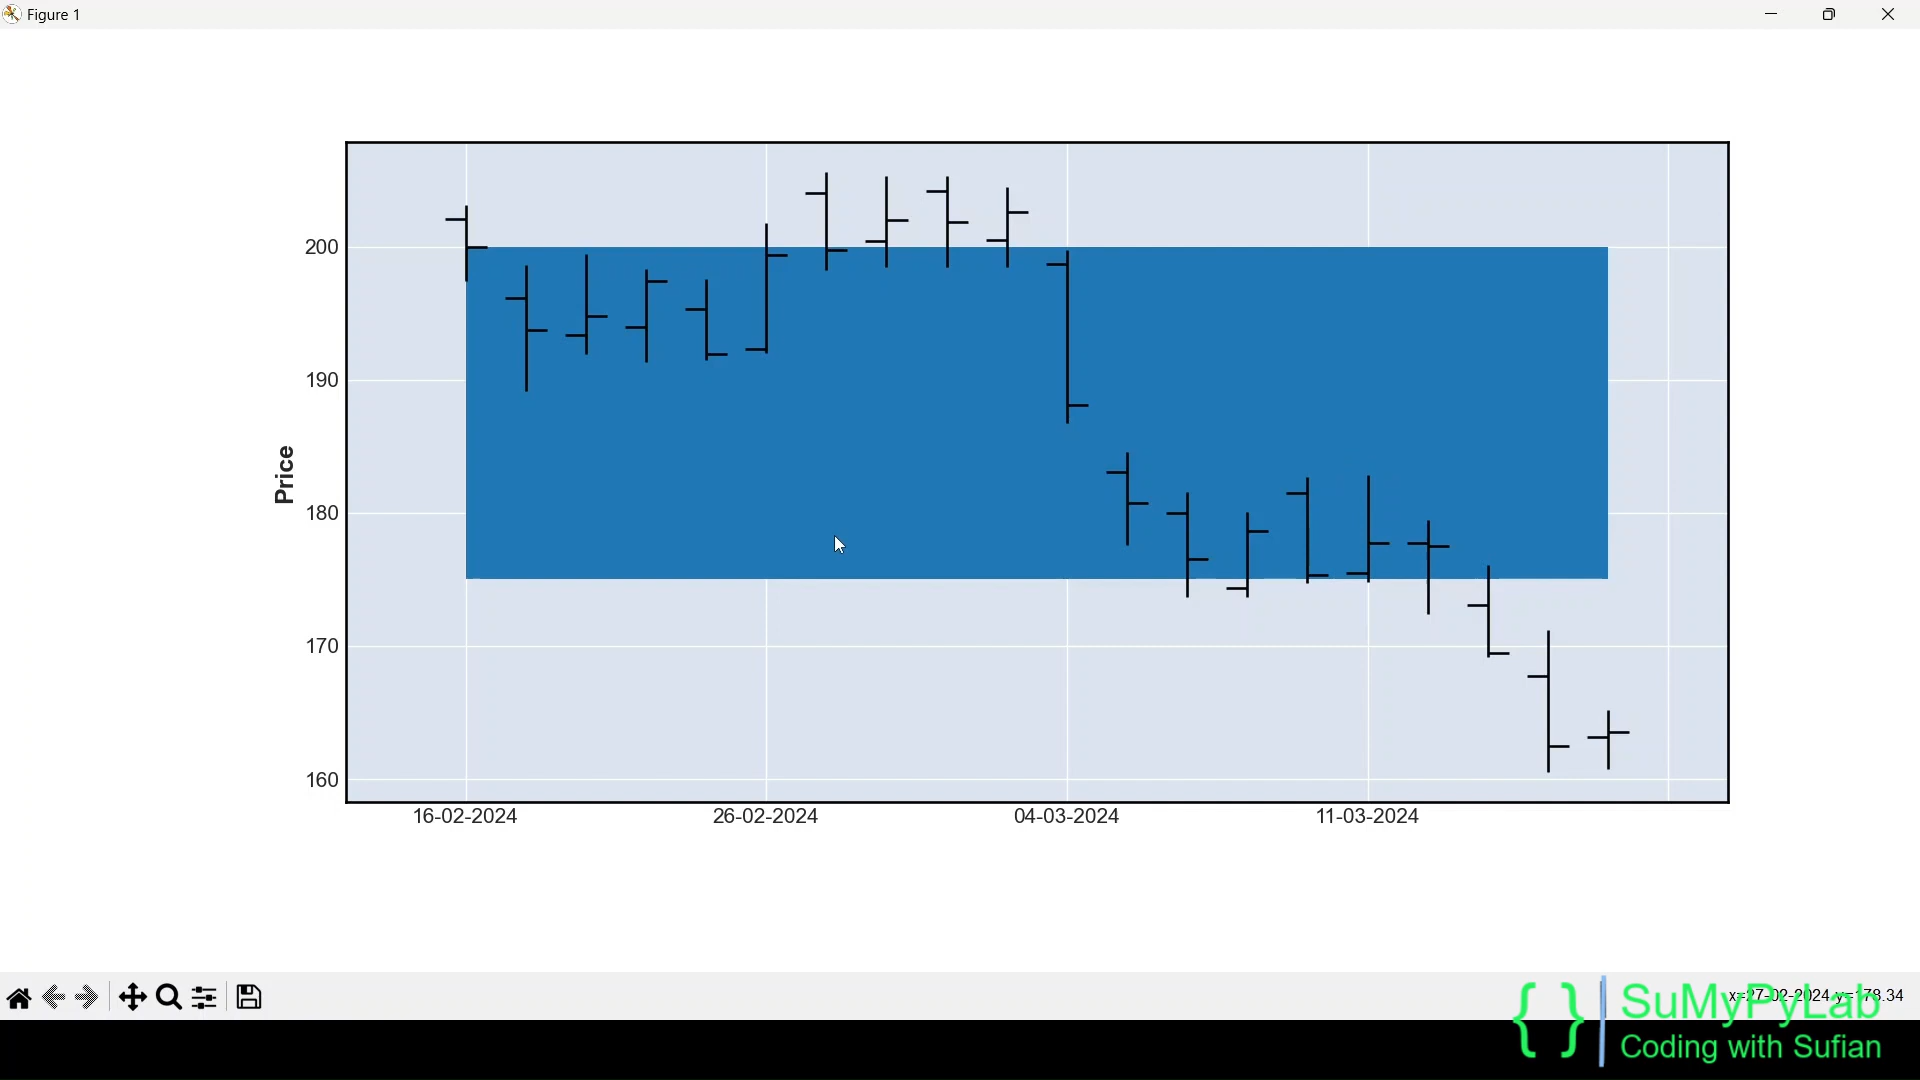 Figure 1
200
190
180
170
160
Price
16-02-2024
26-02-2024
04-03-2024
11-03-2024
x=27-02-2024 y=178.34
{ } SuMyPyLab
Coding with Sufian